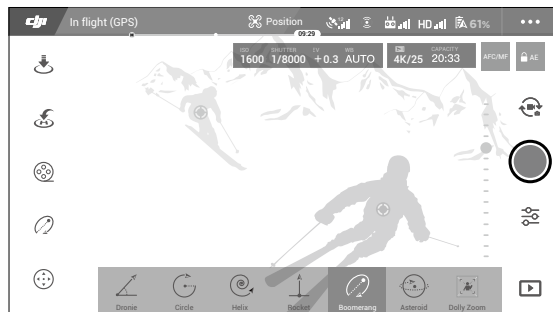 dji In flight (GPS) Position HD 61%
09:29
ISO SHUTTER EV WB CAPACITY
1600 1/8000 +0.3 AUTO 4K/25 20:33 AFC/MF AE
Dronie Circle Helix Rocket Boomerang Asteroid Dolly Zoom